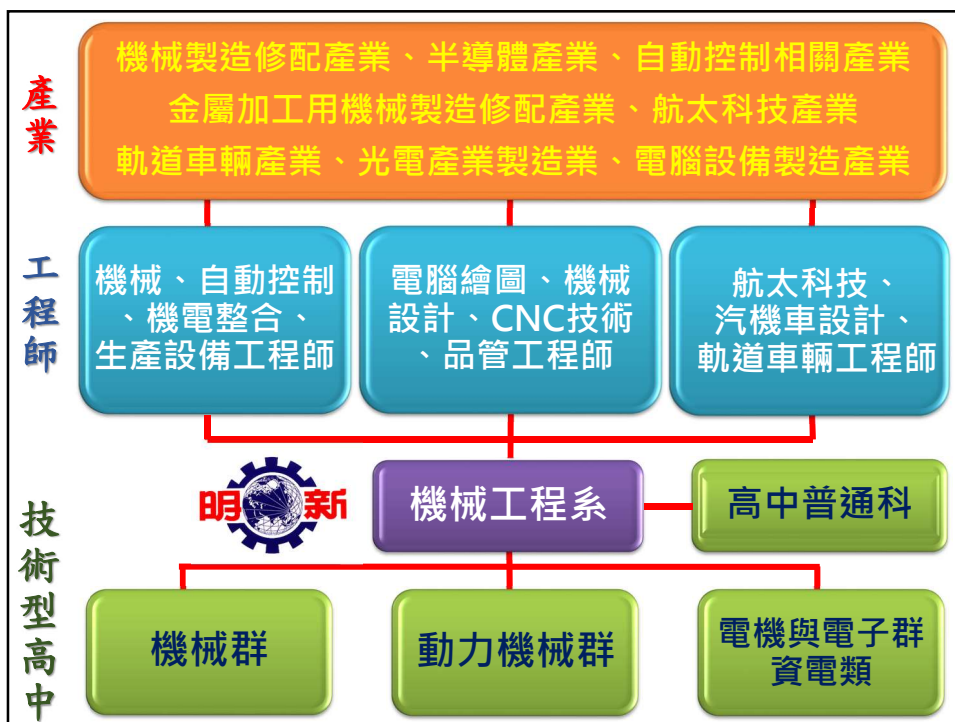 產業
機械製造修配產業、半導體產業、自動控制相關產業
金屬加工用機械製造修配產業、航太科技產業
軌道車輛產業、光電產業製造業、電腦設備製造產業
工程師
機械、自動控制
、機電整合、
生產設備工程師
電腦繪圖、機械
設計、CNC技術
、品管工程師
航太科技、
汽機車設計、
軌道車輛工程師
技術型高中
明新
機械工程系
高中普通科
機械群
動力機械群
電機與電子群
資電類